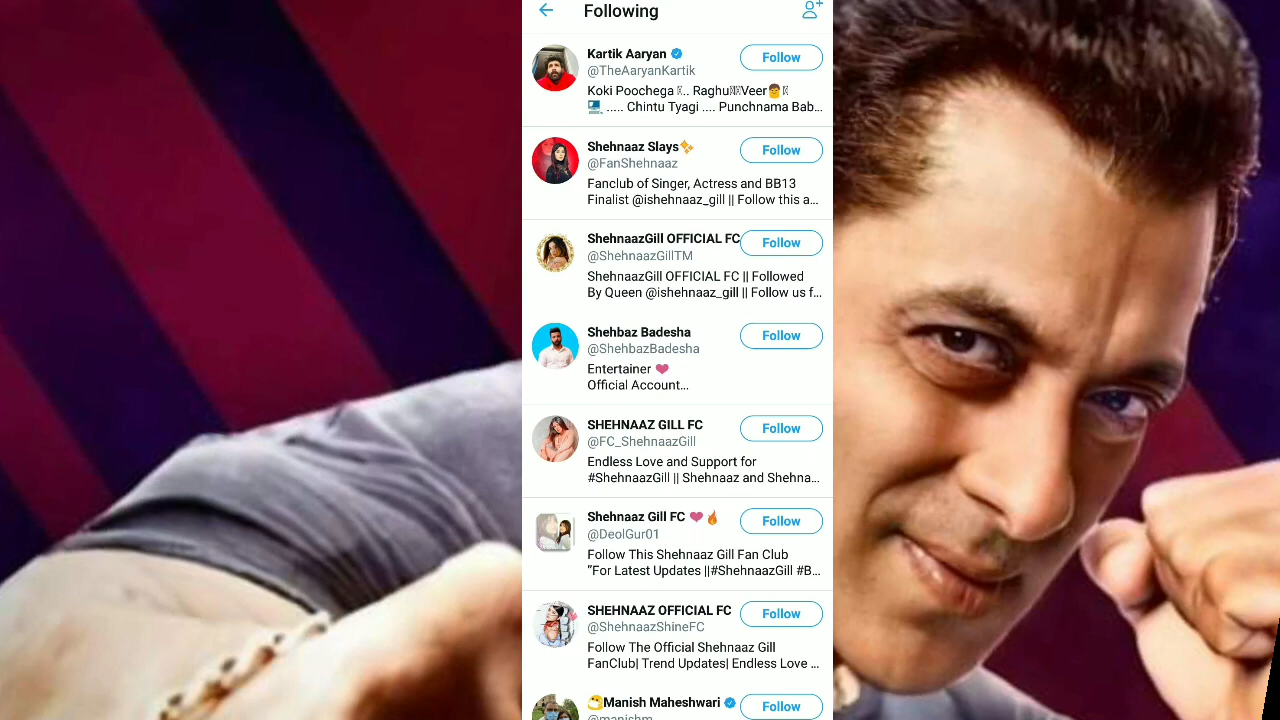 Following
Kartik Aaryan
Follow
@TheAaryanKartik
Koki Poochega .. Raghu Veer🤷
🖥️ ..... Chintu Tyagi .... Punchnama Bab...
Shehnaaz Slays✨
Follow
@FanShehnaaz
Fanclub of Singer, Actress and BB13
Finalist @ishehnaaz_gill || Follow this a...
ShehnaazGill OFFICIAL FC
Follow
@ShehnaazGillTM
ShehnaazGill OFFICIAL FC || Followed
By Queen @ishehnaaz_gill || Follow us f...
Shehbaz Badesha
Follow
@ShehbazBadesha
Entertainer ❤
Official Account...
SHEHNAAZ GILL FC
Follow
@FC_ShehnaazGill
Endless Love and Support for
#ShehnaazGill || Shehnaaz and Shehna...
Shehnaz Gill FC ❤🔥
Follow
@DeolGur01
Follow This Shehnaaz Gill Fan Club
"For Latest Updates ||#ShehnaazGill #B...
SHEHNAAZ OFFICIAL FC
Follow
@ShehnaazShineFC
Follow The Official Shehnaaz Gill
FanClub| Trend Updates| Endless Love ...
😷Manish Maheshwari
Follow
@manishm